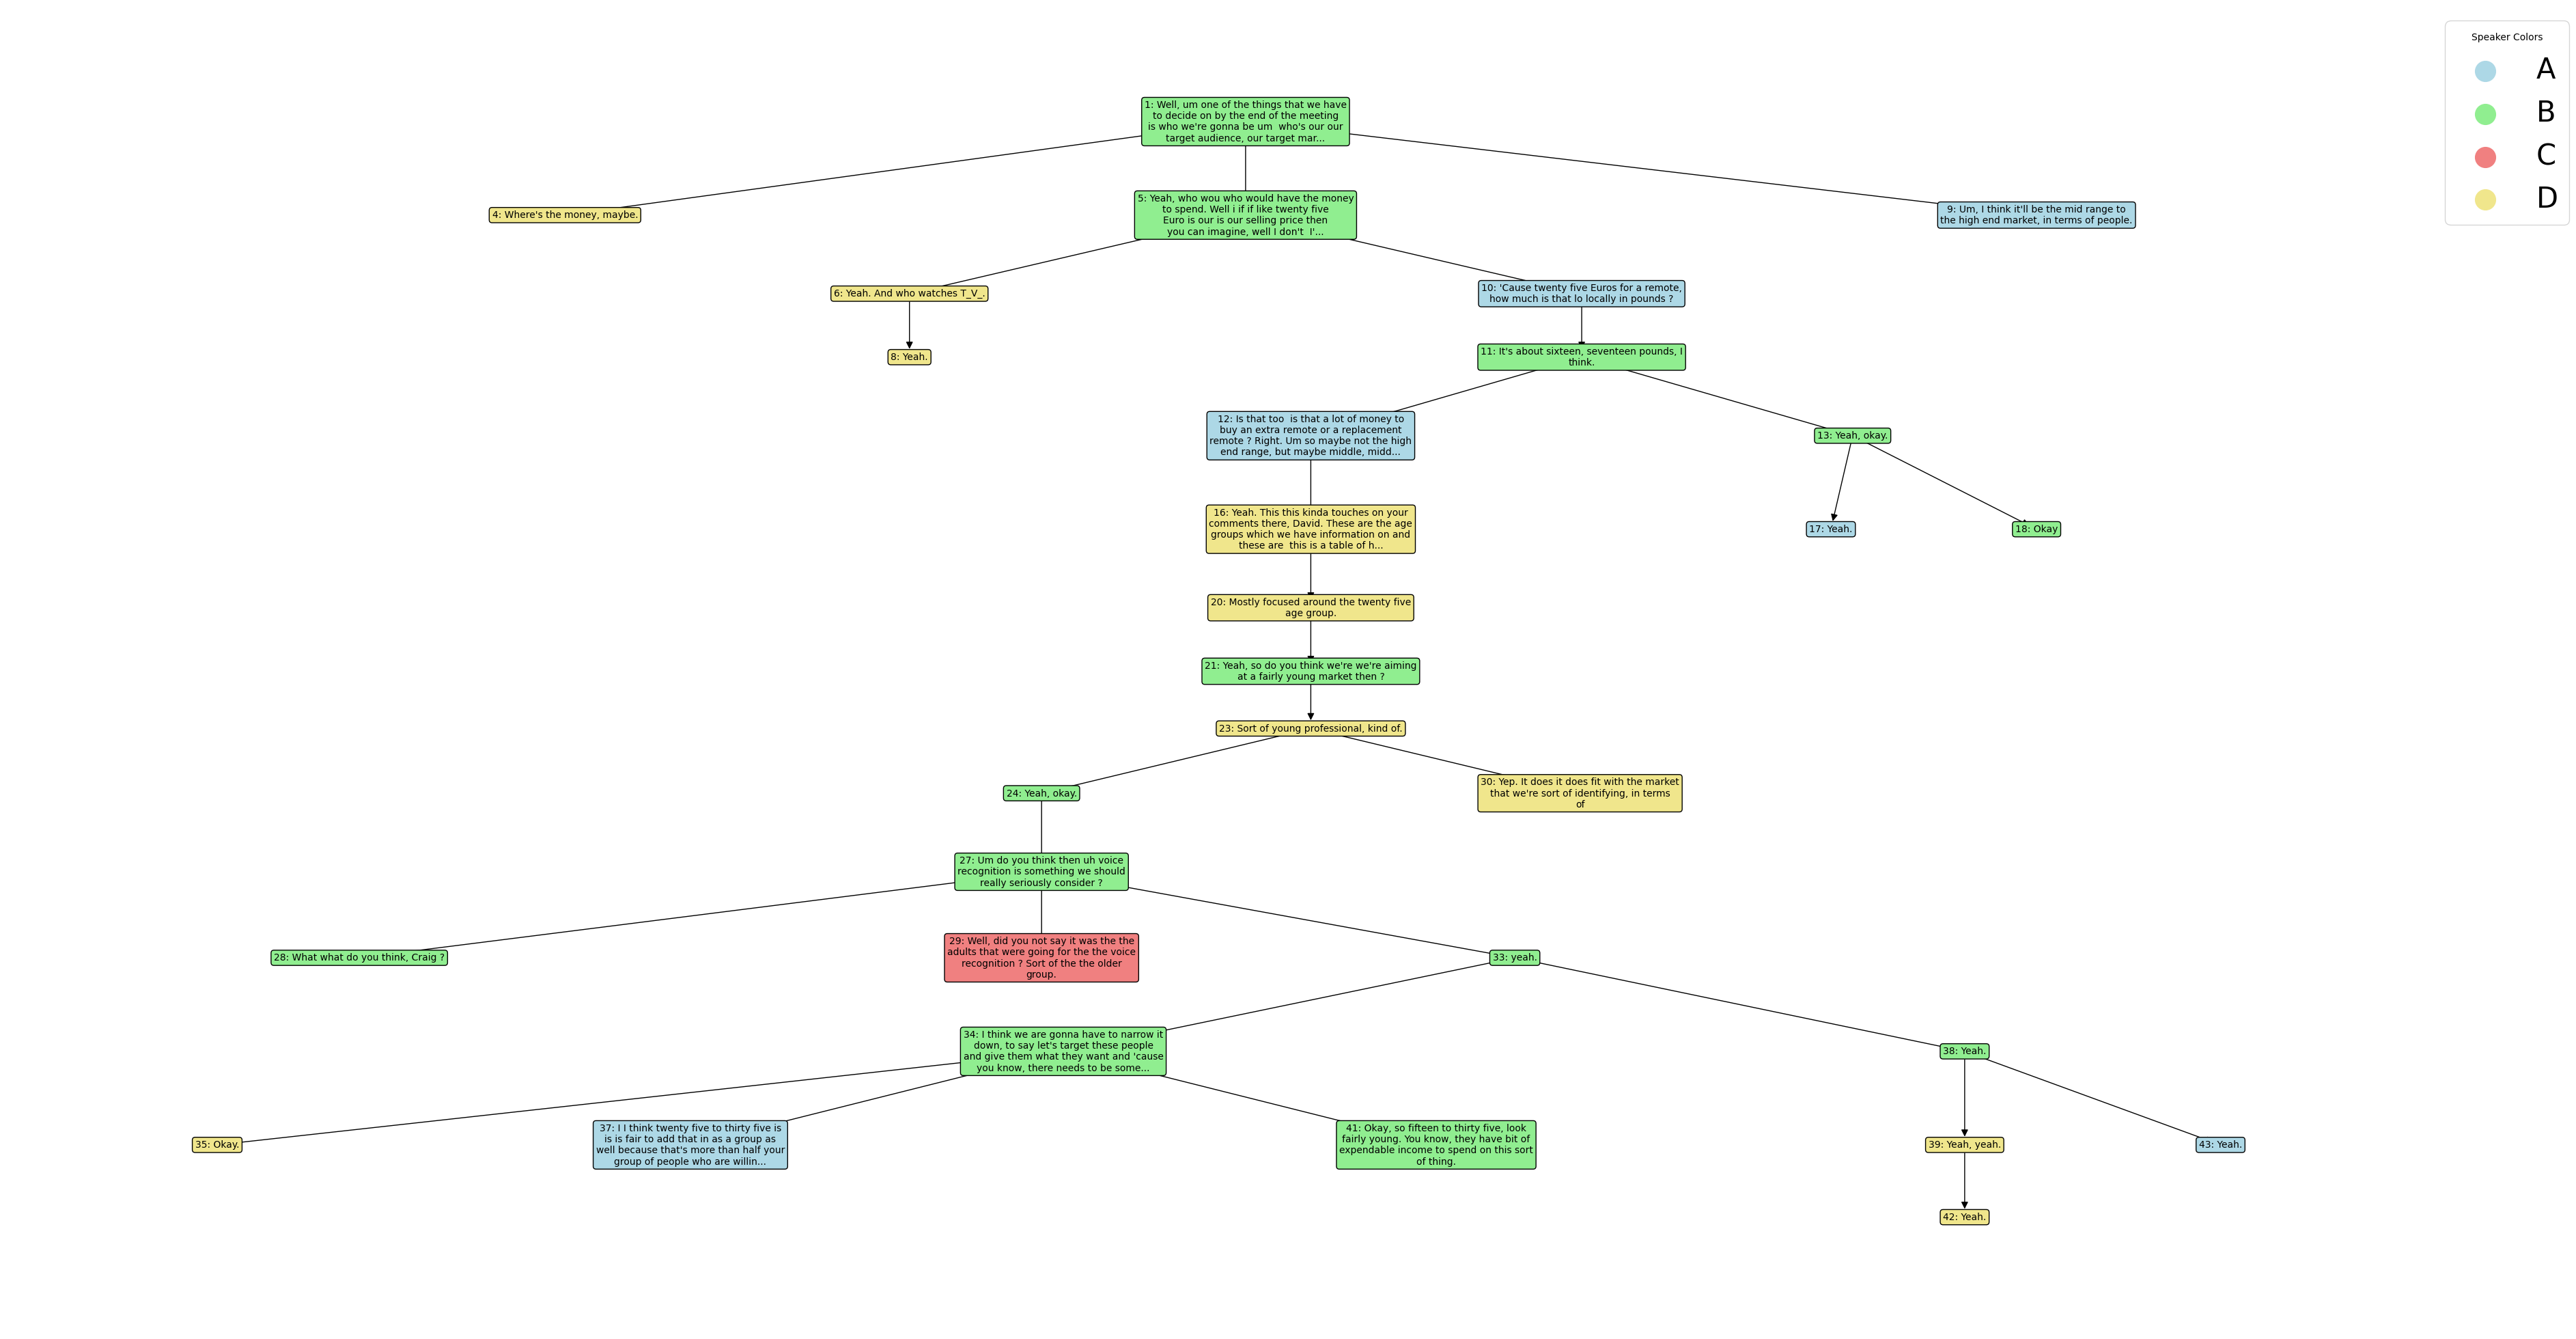 Speaker Colors
A
B
C
D
1: Well, um one of the things that we have
to decide on by the end of the meeting
is who we're gonna be um  who's our our
target audience, our target mar...
4: Where's the money, maybe.
5: Yeah, who wou who would have the money
to spend. Well i if if like twenty five
Euro is our is our selling price then
you can imagine, well I don't  I'...
9: Um, I think it'll be the mid range to
the high end market, in terms of people.
6: Yeah. And who watches T_V_.
10: 'Cause twenty five Euros for a remote,
how much is that lo locally in pounds ?
8: Yeah.
11: It's about sixteen, seventeen pounds, I
think.
12: Is that too  is that a lot of money to
buy an extra remote or a replacement
remote ? Right. Um so maybe not the high
end range, but maybe middle, midd...
13: Yeah, okay.
16: Yeah. This this kinda touches on your
comments there, David. These are the age
groups which we have information on and
these are  this is a table of h...
17: Yeah.
18: Okay
20: Mostly focused around the twenty five
age group.
21: Yeah, so do you think we're we're aiming
at a fairly young market then ?
23: Sort of young professional, kind of.
24: Yeah, okay.
30: Yep. It does it does fit with the market
that we're sort of identifying, in terms
of
27: Um do you think then uh voice
recognition is something we should
really seriously consider ?
28: What what do you think, Craig ?
29: Well, did you not say it was the the
adults that were going for the the voice
recognition ? Sort of the the older
group.
33: yeah.
34: I think we are gonna have to narrow it
down, to say let's target these people
and give them what they want and 'cause
you know, there needs to be some...
38: Yeah.
35: Okay.
37: I I think twenty five to thirty five is
is is fair to add that in as a group as
well because that's more than half your
group of people who are willin...
41: Okay, so fifteen to thirty five, look
fairly young. You know, they have bit of
expendable income to spend on this sort
of thing.
39: Yeah, yeah.
43: Yeah.
42: Yeah.